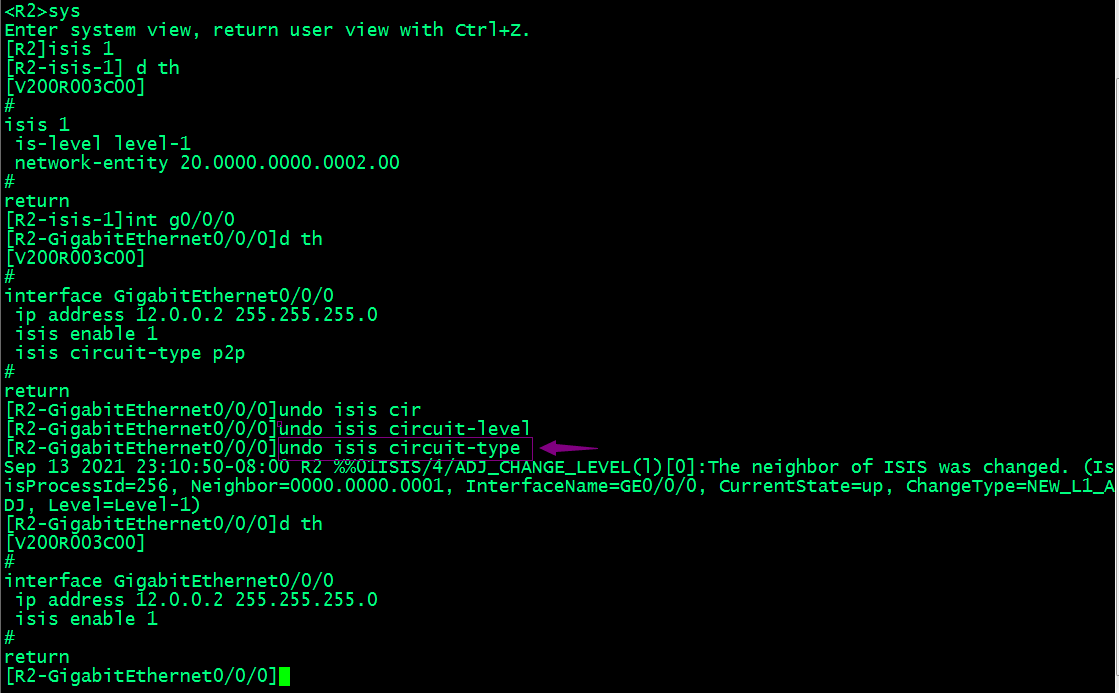 <R2>sys
Enter system view, return user view with Ctrl+Z.
[R2]isis 1
[R2-isis-1] d th
[V200R003C00]
#
isis 1
 is-level level-1
 network-entity 20.0000.0000.0002.00
#
return
[R2-isis-1]int g0/0/0
[R2-GigabitEthernet0/0/0]d th
[V200R003C00]
#
interface GigabitEthernet0/0/0
 ip address 12.0.0.2 255.255.255.0
 isis enable 1
 isis circuit-type p2p
#
return
[R2-GigabitEthernet0/0/0]undo isis cir
[R2-GigabitEthernet0/0/0]undo isis circuit-level
[R2-GigabitEthernet0/0/0]undo isis circuit-type
Sep 13 2021 23:10:50-08:00 R2 %%01ISIS/4/ADJ_CHANGE_LEVEL(l)[0]:The neighbor of ISIS was changed. (Is
isProcessId=256, Neighbor=0000.0000.0001, InterfaceName=GE0/0/0, CurrentState=up, ChangeType=NEW_L1_A
DJ, Level=Level-1)
[R2-GigabitEthernet0/0/0]d th
[V200R003C00]
#
interface GigabitEthernet0/0/0
 ip address 12.0.0.2 255.255.255.0
 isis enable 1
#
return
[R2-GigabitEthernet0/0/0]